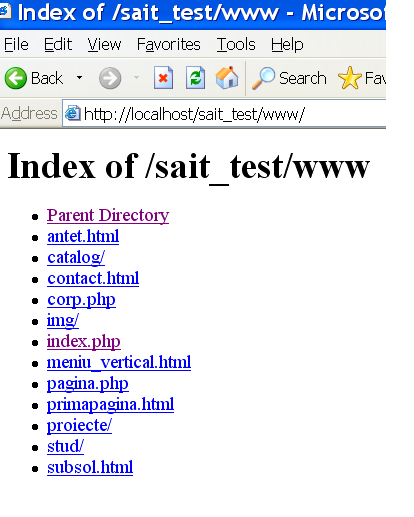 Index of /sait_test/www - Microsof
File Edit View Favorites Tools Help
Back Search Fav
Address http://localhost/sait_test/www/
Index of /sait_test/www
Parent Directory
antet.html
catalog/
contact.html
corp.php
img/
index.php
meniu_vertical.html
pagina.php
primapagina.html
proiecte/
stud/
subsol.html